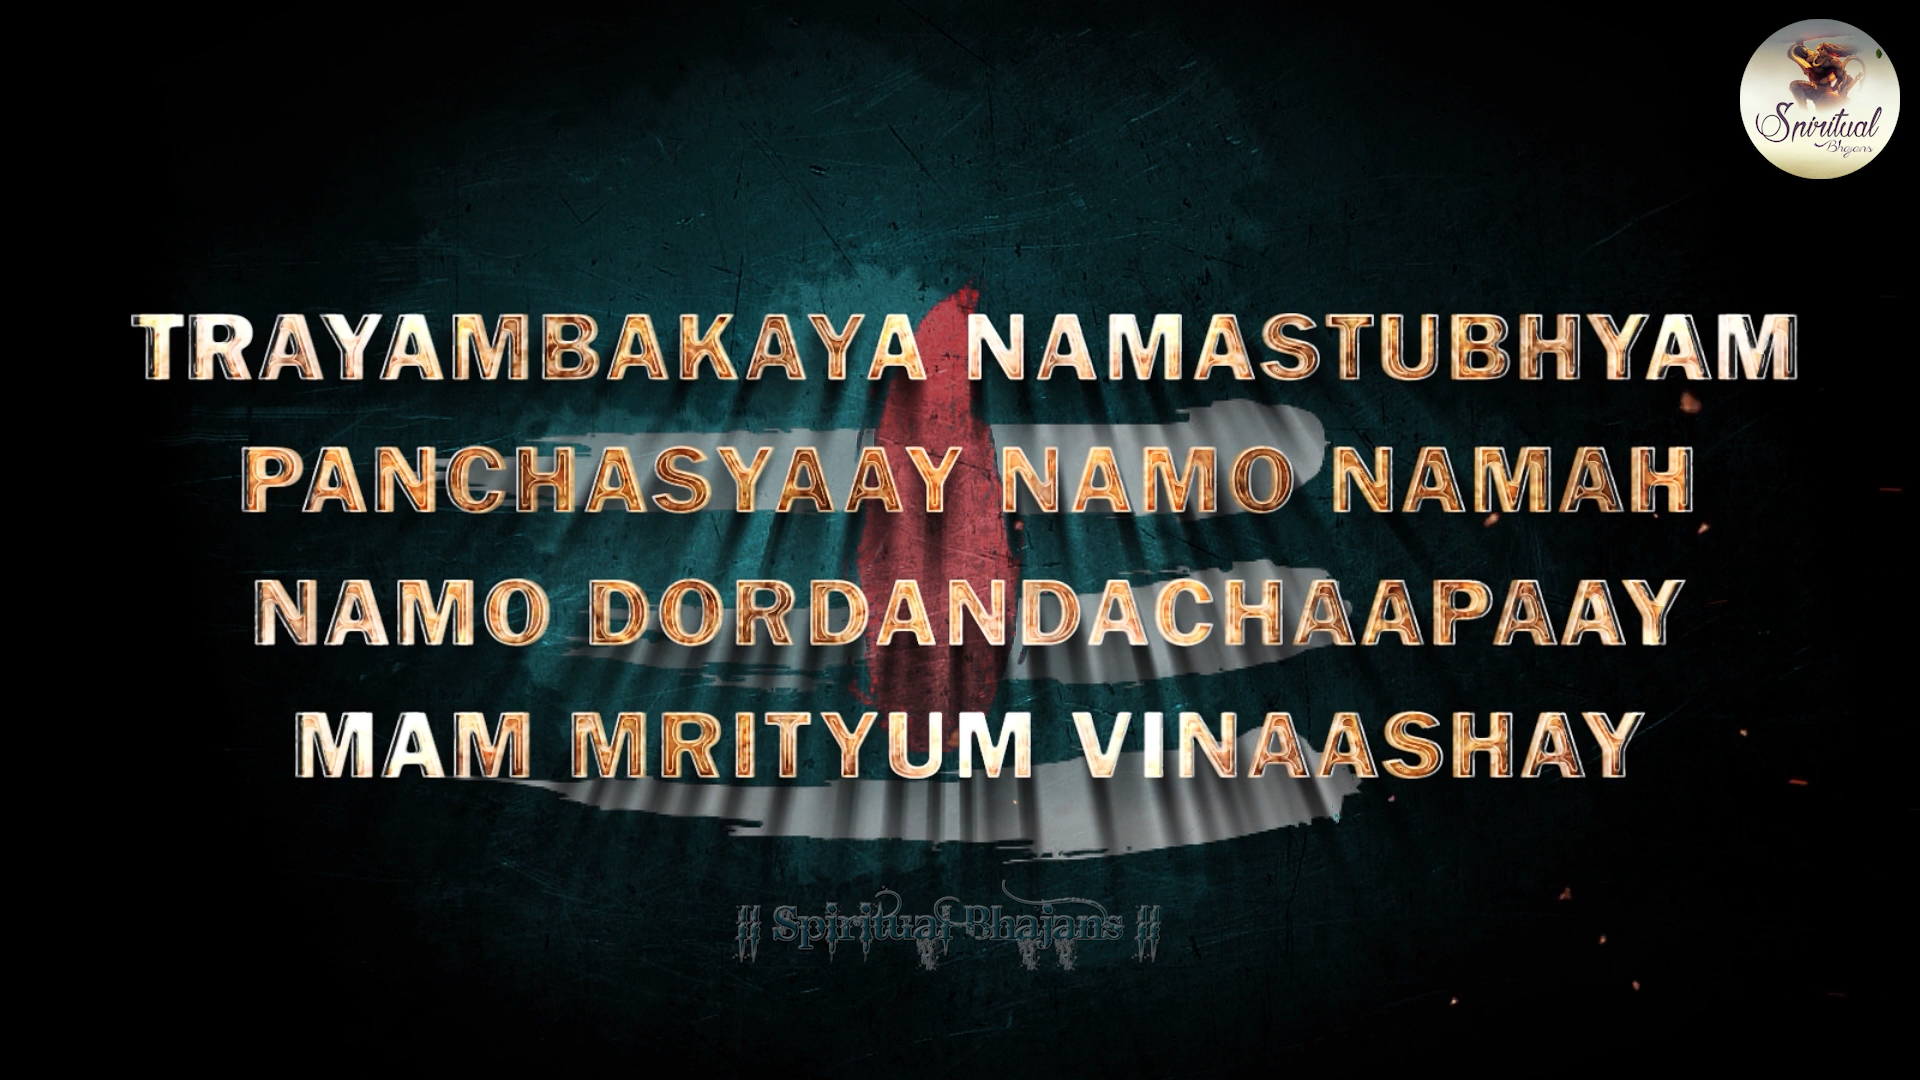 Spiritual
Bhajans
TRAYAMBAKAYA NAMASTUBHYAM
PANCHASYAAY NAMO NAMAH
NAMO DORDANDACHAAPAAY
MAM MRITYUM VINAASHAY
|| Spiritual Bhajans ||